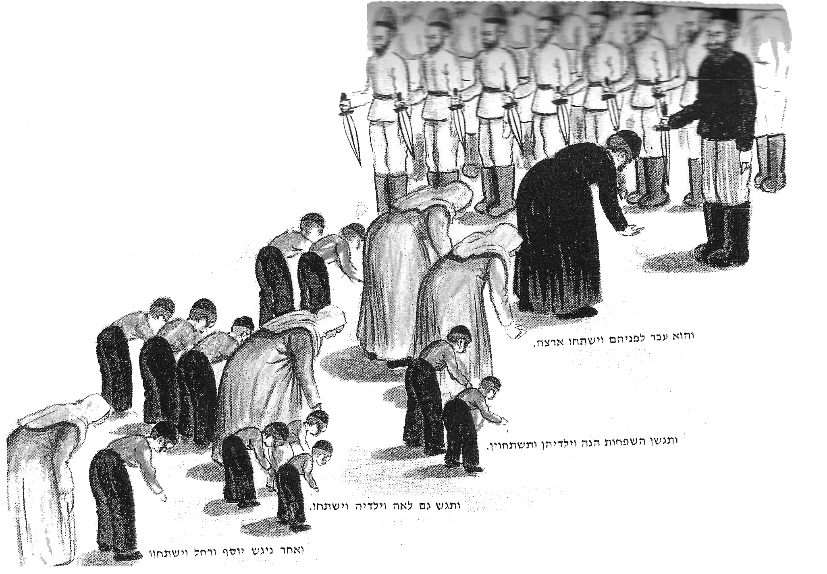 והוא עבר לפניהם וישתחו ארצה.
ותגשן השפחות הנה וילדיהן ותשתחוין.
ותגש גם לאה וילדיה וישתחו.
ואחר ניגש יוסף ורחל וישתחוו